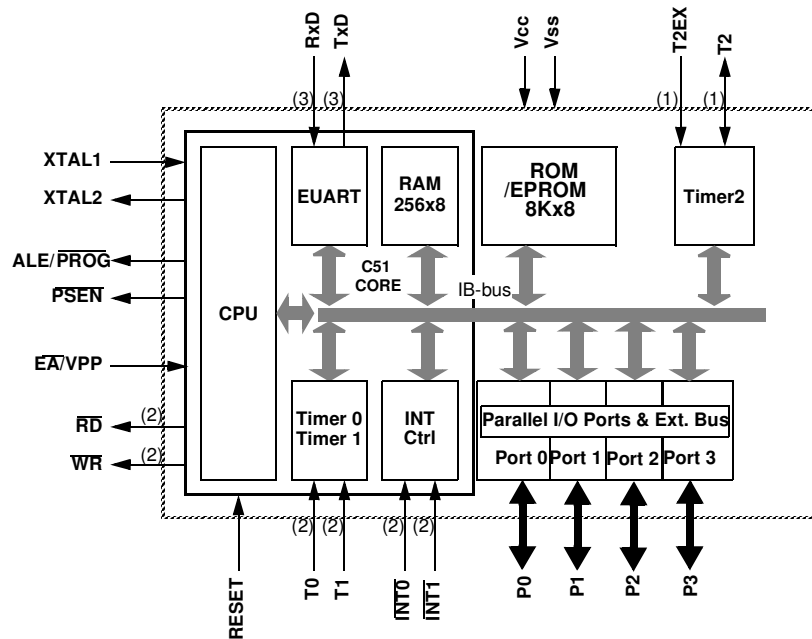 RxD
TxD
Vcc
Vss
T2EX
T2
(3) (3)
(1) (1)
XTAL1
XTAL2
ALE/PROG
PSEN
EA/VPP
RD
(2)
WR
(2)
CPU
EUART
RAM
256x8
ROM
/EPROM
8Kx8
Timer2
C51
CORE
IB-bus
Timer 0
Timer 1
INT
Ctrl
Parallel I/O Ports & Ext. Bus
Port 0 Port 1 Port 2 Port 3
(2) (2)
(2) (2)
RESET
T0
T1
INT0
INT1
P0
P1
P2
P3